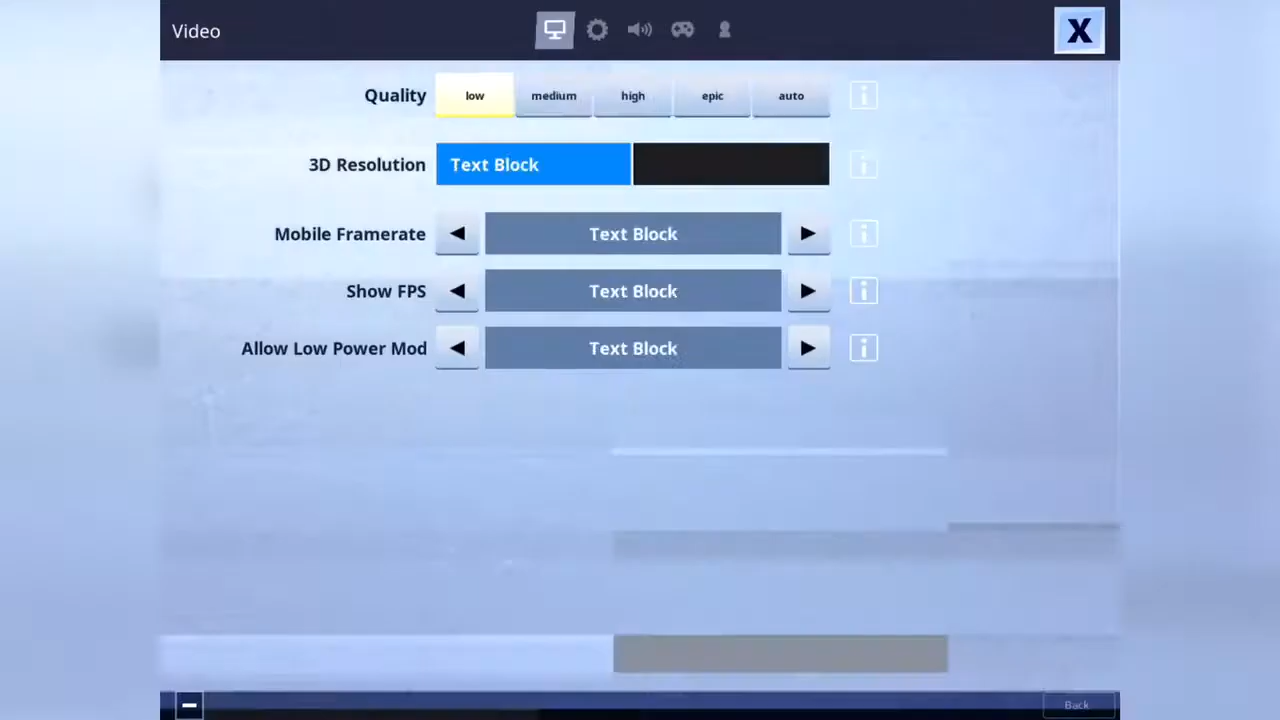 Video
X
Quality low medium high epic auto
3D Resolution Text Block
Mobile Framerate Text Block
Show FPS Text Block
Allow Low Power Mod Text Block
Back